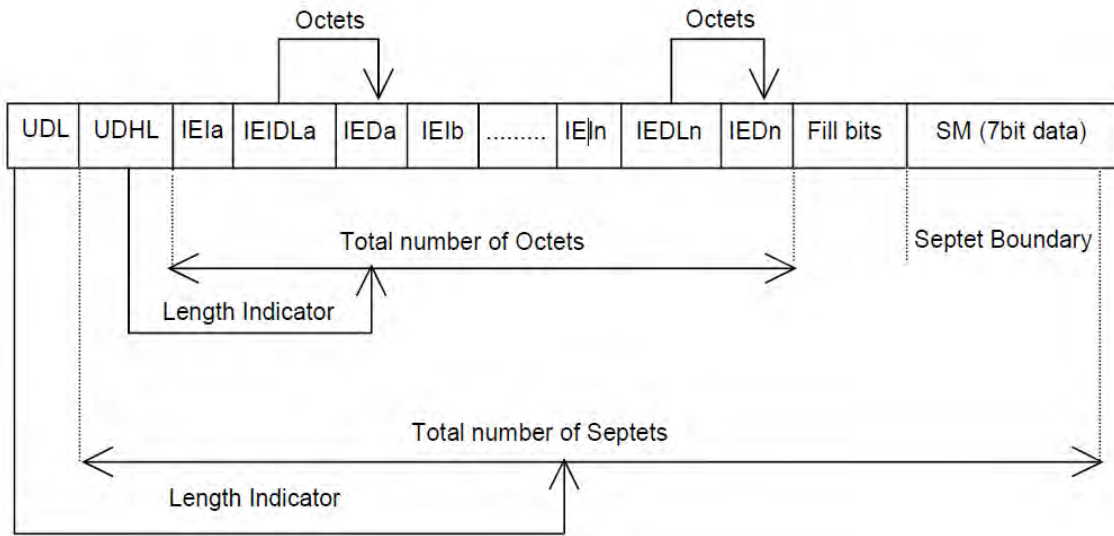 Octets Octets
UDL UDHL IEIa IEIDLa IEDa IEIb ......... IEIn IEDLn IEDn Fill bits SM (7bit data)
Total number of Octets Septet Boundary
Length Indicator
Total number of Septets
Length Indicator